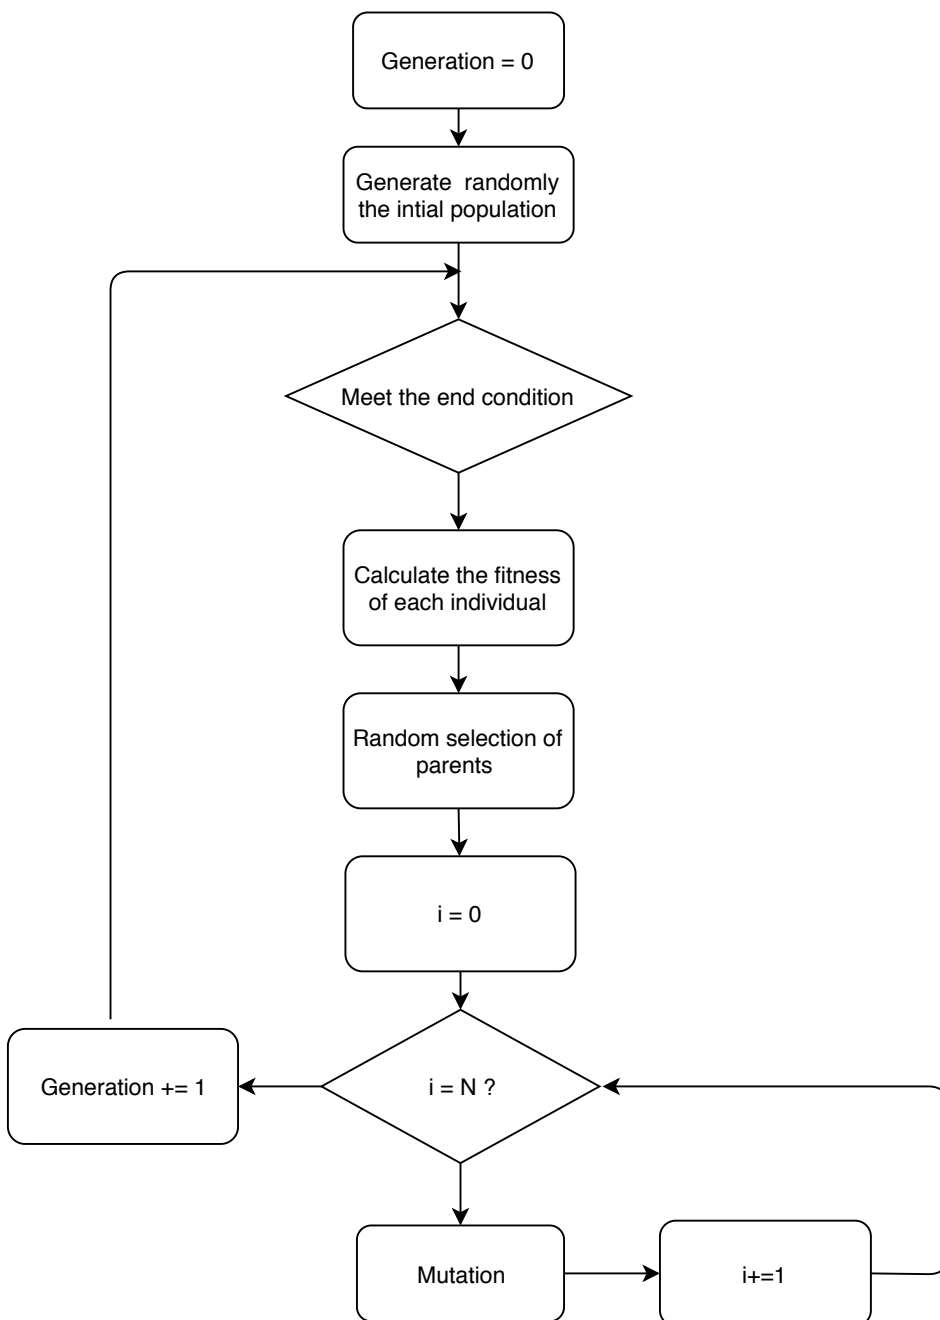 Generation = 0
Generate  randomly
the intial population
Meet the end condition
Calculate the fitness
of each individual
Random selection of
parents
i = 0
Generation += 1
i = N ?
Mutation
i+=1